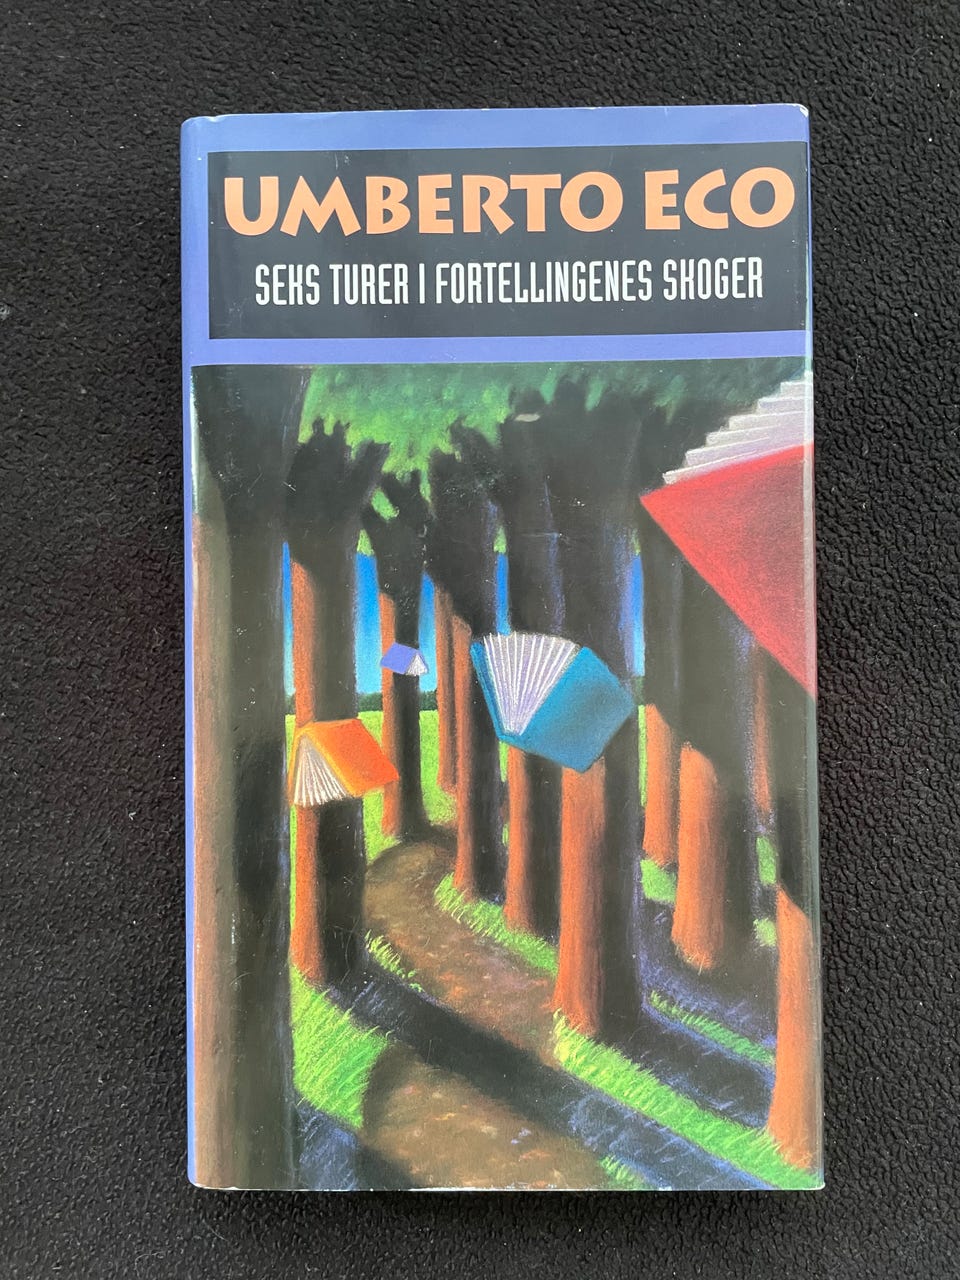 UMBERTO ECO
SEKS TURER I FORTELLINGENES SKOGER